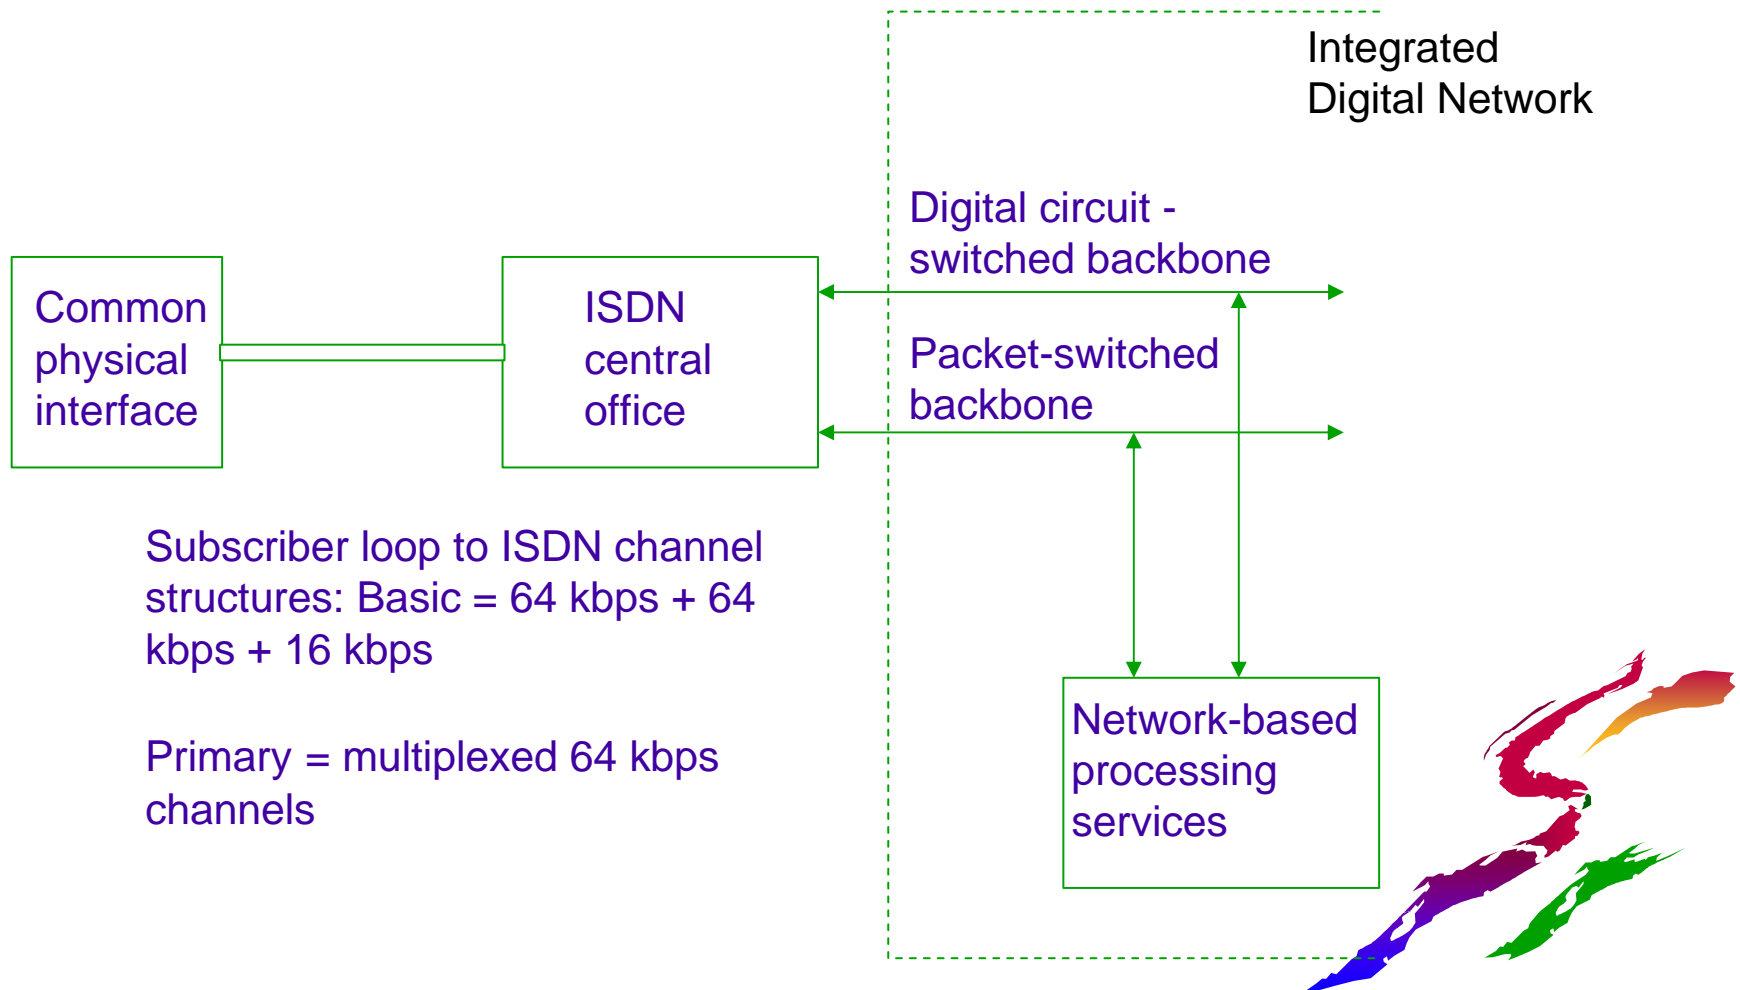 Integrated
Digital Network
Digital circuit -
switched backbone
Common
physical
interface
ISDN
central
office
Packet-switched
backbone
Subscriber loop to ISDN channel
structures: Basic = 64 kbps + 64
kbps + 16 kbps
Primary = multiplexed 64 kbps
channels
Network-based
processing
services